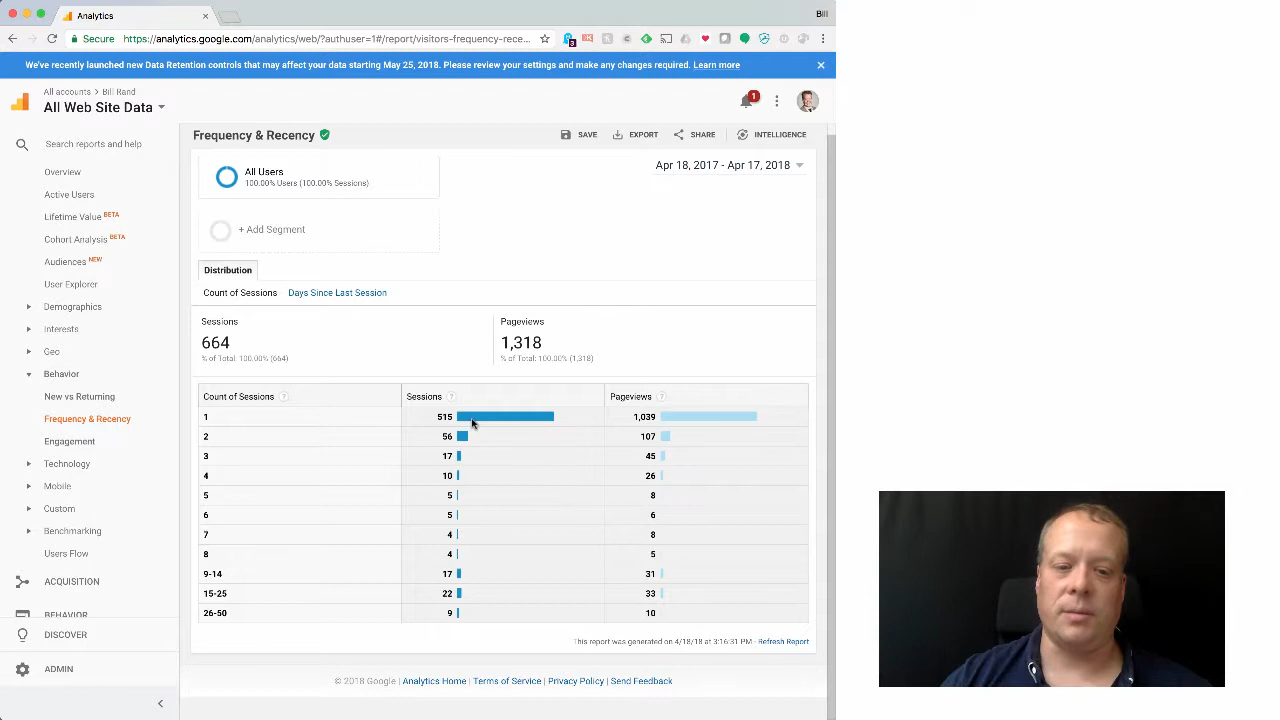 Analytics
Bill
Secure https://analytics.google.com/analytics/web/?authuser=1#/report/visitors-frequency-rece...
We've recently launched new Data Retention controls that may affect your data starting May 25, 2018. Please review your settings and make any changes required. Learn more
All accounts > Bill Rand
All Web Site Data
1
Search reports and help
Overview
Active Users
Lifetime Value BETA
Cohort Analysis BETA
Audiences NEW
User Explorer
Demographics
Interests
Geo
Behavior
New vs Returning
Frequency & Recency
Engagement
Technology
Mobile
Custom
Benchmarking
Users Flow
ACQUISITION
BEHAVIOR
DISCOVER
ADMIN
Frequency & Recency
SAVE EXPORT SHARE INTELLIGENCE
All Users
100.00% Users (100.00% Sessions)
Apr 18, 2017 - Apr 17, 2018
+ Add Segment
Distribution
Count of Sessions Days Since Last Session
Sessions Pageviews
664 1,318
% of Total: 100.00% (664) % of Total: 100.00% (1,318)
Count of Sessions ? Sessions ? Pageviews ?
1 515 1,039
2 56 107
3 17 45
4 10 26
5 5 8
6 5 6
7 4 8
8 4 5
9-14 17 31
15-25 22 33
26-50 9 10
This report was generated on 4/18/18 at 3:16:31 PM - Refresh Report
© 2018 Google | Analytics Home | Terms of Service | Privacy Policy | Send Feedback